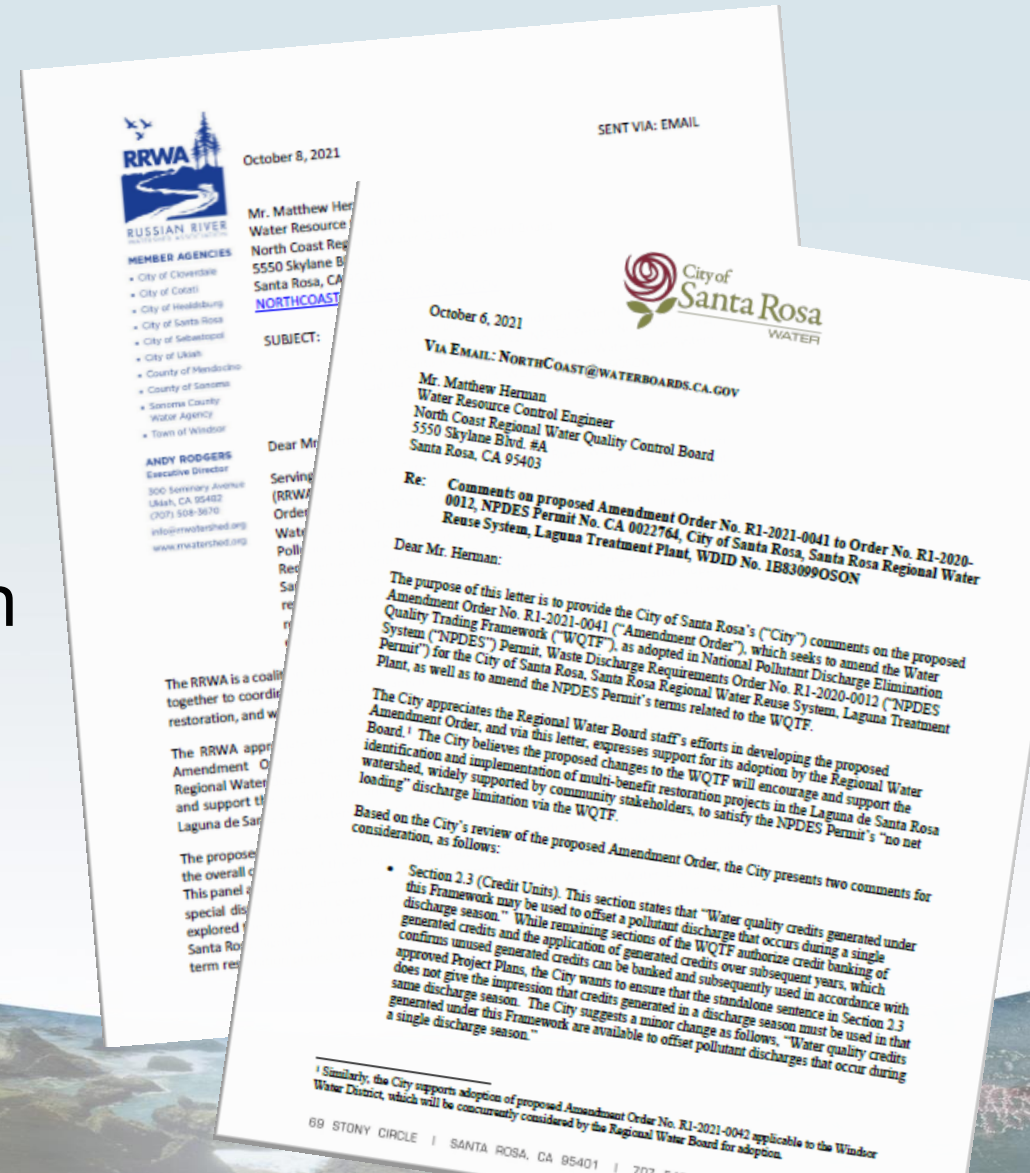 SENT VIA: EMAIL
RRWA
RUSSIAN RIVER
WATERSHED ASSOCIATION
October 8, 2021
Mr. Matthew Her
Water Resource
North Coast Reg
5550 Skylane B
Santa Rosa, CA
NORTHCOAST
SUBJECT:
MEMBER AGENCIES
• City of Cloverdale
• City of Cotati
• City of Healdsburg
• City of Santa Rosa
• City of Sebastopol
• City of Ukiah
• County of Mendocino
• County of Sonoma
• Sonoma County
Water Agency
• Town of Windsor
ANDY RODGERS
Executive Director
300 Seminary Avenue
Ukiah, CA 95482
(707) 508-3670
info@rrwatershed.org
www.rrwatershed.org
Dear Mr
Serving
(RRWA
Order
Wate
Poll
Rec
Sa
re
The RRWA is a coali
together to coordin
restoration, and w
The RRWA appr
Amendment O
Regional Water
and support th
Laguna de San
The propose
the overall c
This panel a
special dis
explored
Santa Ro
term res
n
City of
Santa Rosa
WATER
October 6, 2021
VIA EMAIL: NORTHCOAST@WATERBOARDS.CA.GOV
Mr. Matthew Herman
Water Resource Control Engineer
North Coast Regional Water Quality Control Board
5550 Skylane Blvd. #A
Santa Rosa, CA 95403
Re: Comments on proposed Amendment Order No. R1-2021-0041 to Order No. R1-2020-
0012, NPDES Permit No. CA 0022764, City of Santa Rosa, Santa Rosa Regional Water
Reuse System, Laguna Treatment Plant, WDID No. 1B83099OSON
Dear Mr. Herman:
The purpose of this letter is to provide the City of Santa Rosa's ("City") comments on the proposed
Amendment Order No. R1-2021-0041 ("Amendment Order"), which seeks to amend the Water
Quality Trading Framework ("WQTF"), as adopted in National Pollutant Discharge Elimination
System ("NPDES") Permit, Waste Discharge Requirements Order No. R1-2020-0012 ("NPDES
Permit") for the City of Santa Rosa, Santa Rosa Regional Water Reuse System, Laguna Treatment
Plant, as well as to amend the NPDES Permit's terms related to the WQTF.
The City appreciates the Regional Water Board staff's efforts in developing the proposed
Amendment Order, and via this letter, expresses support for its adoption by the Regional Water
Board.¹ The City believes the proposed changes to the WQTF will encourage and support the
identification and implementation of multi-benefit restoration projects in the Laguna de Santa Rosa
watershed, widely supported by community stakeholders, to satisfy the NPDES Permit's "no net
loading" discharge limitation via the WQTF.
Based on the City's review of the proposed Amendment Order, the City presents two comments for
consideration, as follows:
• Section 2.3 (Credit Units). This section states that "Water quality credits generated under
this Framework may be used to offset a pollutant discharge that occurs during a single
discharge season." While remaining sections of the WQTF authorize credit banking of
generated credits and the application of generated credits over subsequent years, which
confirms unused generated credits can be banked and subsequently used in accordance with
approved Project Plans, the City wants to ensure that the standalone sentence in Section 2.3
does not give the impression that credits generated in a discharge season must be used in that
same discharge season. The City suggests a minor change as follows, "Water quality credits
generated under this Framework are available to offset pollutant discharges that occur during
a single discharge season."
¹ Similarly, the City supports adoption of proposed Amendment Order No. R1-2021-0042 applicable to the Windsor
Water District, which will be concurrently considered by the Regional Water Board for adoption.
69 STONY CIRCLE | SANTA ROSA, CA 95401 | 707